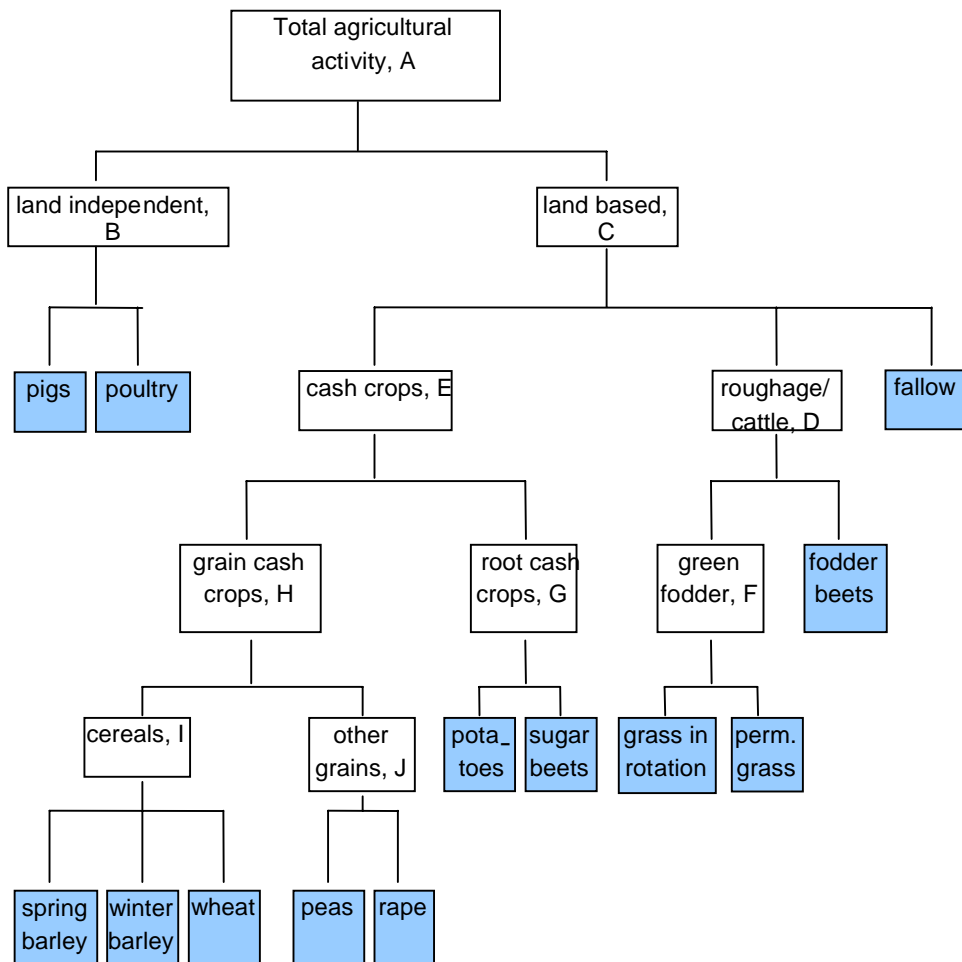 Total agricultural
activity, A
land independent,
B
land based,
C
pigs
poultry
cash crops, E
roughage/
cattle, D
fallow
grain cash
crops, H
root cash
crops, G
green
fodder, F
fodder
beets
cereals, I
other
grains, J
pota_
toes
sugar
beets
grass in
rotation
perm.
grass
spring
barley
winter
barley
wheat
peas
rape